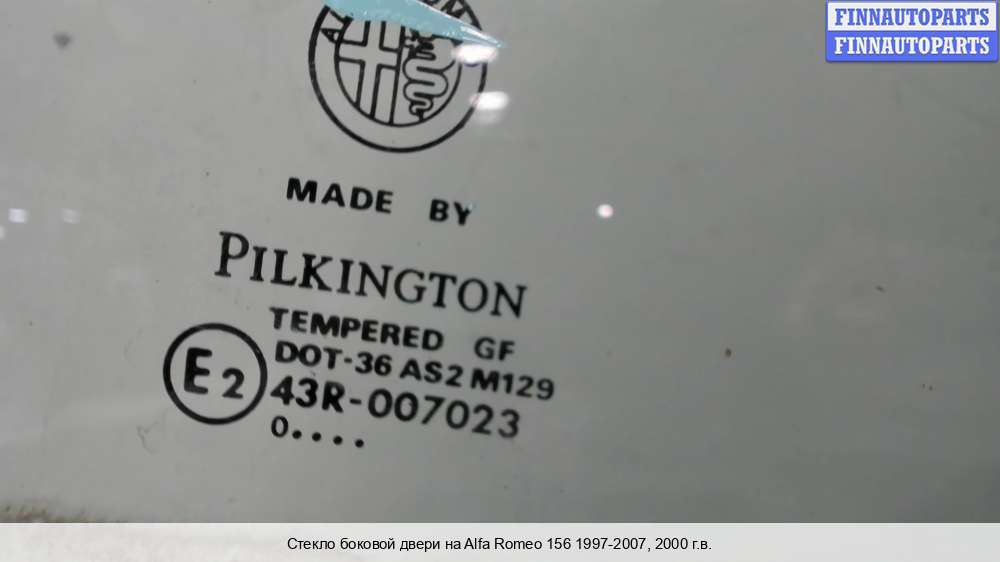 FINNAUTOPARTS
FINNAUTOPARTS
MADE BY
PILKINGTON
TEMPERED GF
DOT-36 AS2 M129
E2
43R-007023
0....
Стекло боковой двери на Alfa Romeo 156 1997-2007, 2000 г.в.